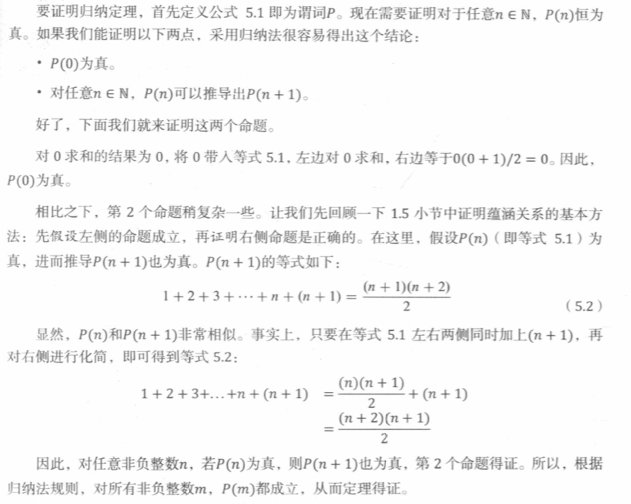 要证明归纳定理，首先定义公式 5.1 即为谓词P。现在需要证明对于任意n ∈ ℕ，P(n)恒为
真。如果我们能证明以下两点，采用归纳法很容易得出这个结论：
• P(0)为真。
• 对任意n ∈ ℕ，P(n)可以推导出P(n + 1)。
好了，下面我们就来证明这两个命题。
对 0 求和的结果为 0，将 0 带入等式 5.1，左边对 0 求和，右边等于0(0 + 1)/2 = 0。因此，
P(0)为真。
相比之下，第 2 个命题稍复杂一些。让我们先回顾一下 1.5 小节中证明蕴涵关系的基本方
法：先假设左侧的命题成立，再证明右侧命题是正确的。在这里，假设P(n)（即等式 5.1）为
真，进而推导P(n + 1)也为真。P(n + 1)的等式如下：
1 + 2 + 3 + ⋯ + n + (n + 1) = (n + 1)(n + 2)/2 (5.2)
显然，P(n)和P(n + 1)非常相似。事实上，只要在等式 5.1 左右两侧同时加上(n + 1)，再
对右侧进行化简，即可得到等式 5.2：
1 + 2 + 3+...+n + (n + 1) = (n)(n + 1)/2 + (n + 1)
= (n + 2)(n + 1)/2
因此，对任意非负整数n，若P(n)为真，则P(n + 1)也为真，第 2 个命题得证。所以，根据
归纳法规则，对所有非负整数m，P(m)都成立，从而定理得证。